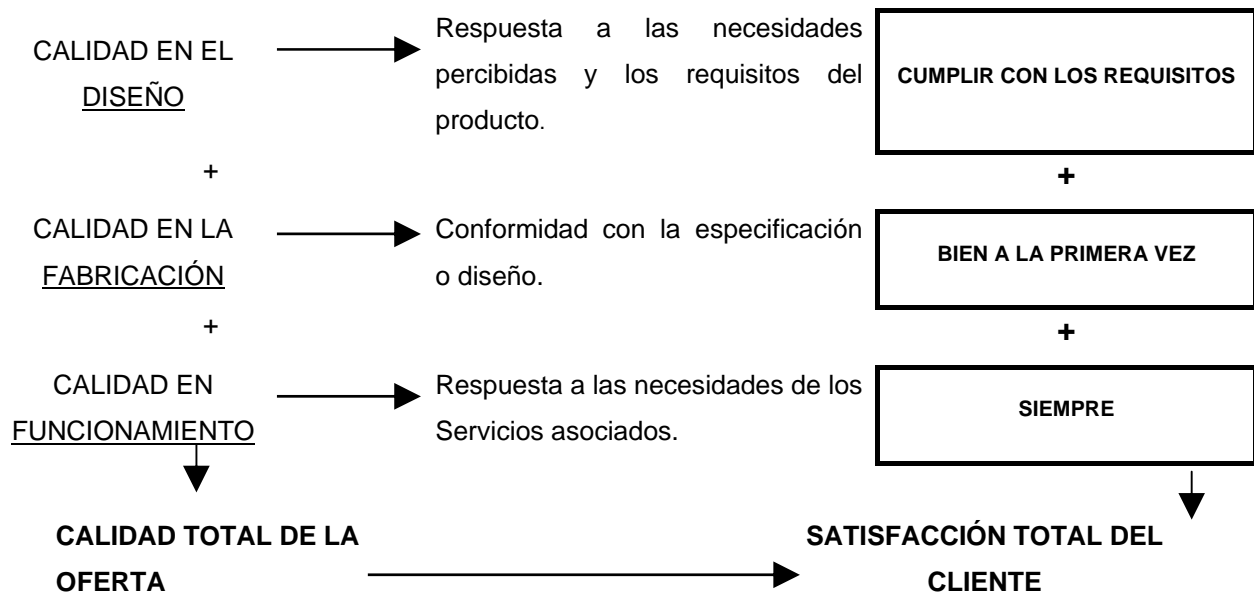 CALIDAD EN EL
DISEÑO
Respuesta a las necesidades
percibidas y los requisitos del
producto.
CUMPLIR CON LOS REQUISITOS
+
+
CALIDAD EN LA
FABRICACIÓN
Conformidad con la especificación
o diseño.
BIEN A LA PRIMERA VEZ
+
+
CALIDAD EN
FUNCIONAMIENTO
Respuesta a las necesidades de los
Servicios asociados.
SIEMPRE
CALIDAD TOTAL DE LA
OFERTA
SATISFACCIÓN TOTAL DEL
CLIENTE